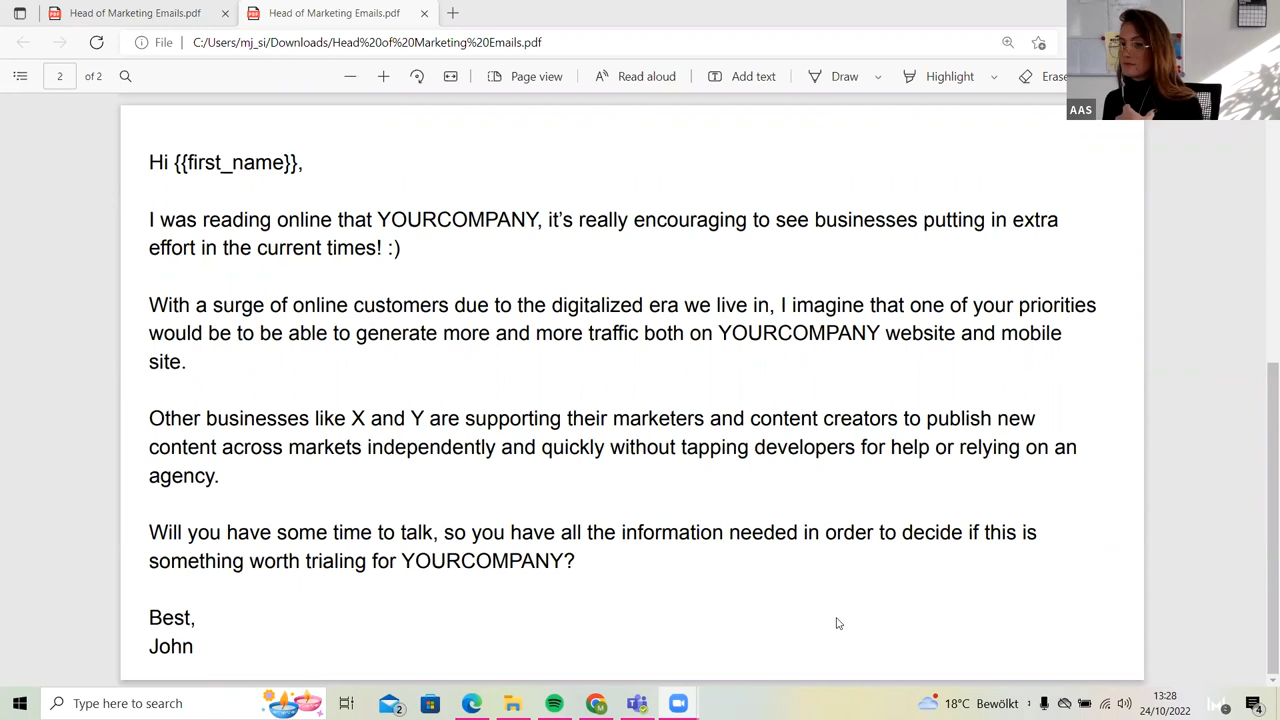 Head of Marketing Emails.pdf
Head of Marketing Emails.pdf
File
C:/Users/mj_si/Downloads/Head%20of%20Marketing%20Emails.pdf
2 of 2
Page view
Read aloud
Add text
Draw
Highlight
Erase
AAS
Hi {{first_name}},
I was reading online that YOURCOMPANY, it's really encouraging to see businesses putting in extra
effort in the current times! :)
With a surge of online customers due to the digitalized era we live in, I imagine that one of your priorities
would be to be able to generate more and more traffic both on YOURCOMPANY website and mobile
site.
Other businesses like X and Y are supporting their marketers and content creators to publish new
content across markets independently and quickly without tapping developers for help or relying on an
agency.
Will you have some time to talk, so you have all the information needed in order to decide if this is
something worth trialing for YOURCOMPANY?
Best,
John
Type here to search
2
18°C Bewölkt
13:28
24/10/2022
4